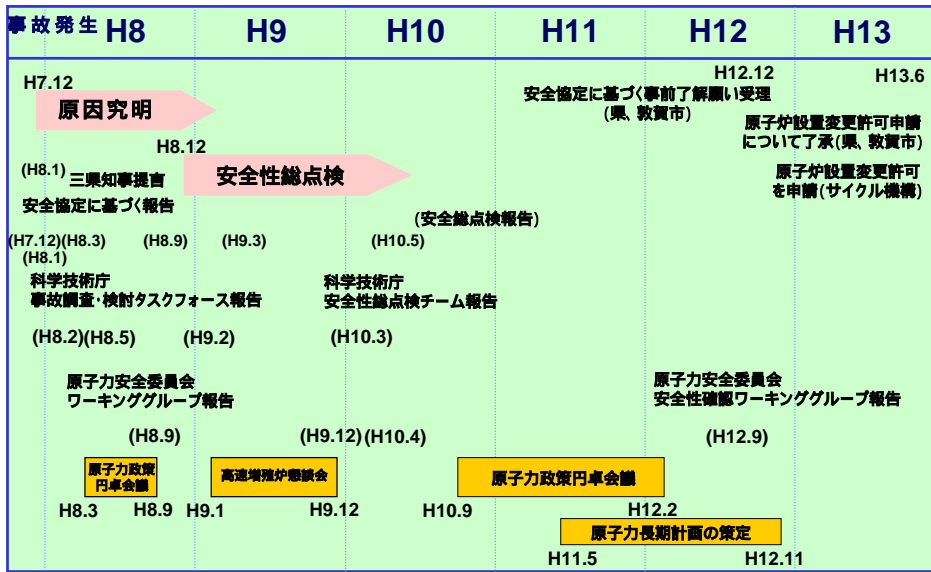 事故発生 H8 H9 H10 H11 H12 H13
H7.12
原因究明
H8.12
(H8.1) 三県知事提言
安全性総点検
安全協定に基づく報告
(安全総点検報告)
(H7.12)(H8.3) (H8.9) (H9.3) (H10.5)
(H8.1)
H12.12
安全協定に基づく事前了解願い受理
(県、敦賀市)
H13.6
原子炉設置変更許可申請
について了承(県、敦賀市)
原子炉設置変更許可
を申請(サイクル機構)
科学技術庁
事故調査・検討タスクフォース報告
科学技術庁
安全性総点検チーム報告
(H8.2)(H8.5) (H9.2) (H10.3)
原子力安全委員会
ワーキンググループ報告
原子力安全委員会
安全性確認ワーキンググループ報告
(H8.9) (H9.12)(H10.4) (H12.9)
原子力政策
円卓会議
高速増殖炉懇談会
原子力政策円卓会議
H8.3 H8.9 H9.1 H9.12 H10.9 H12.2
原子力長期計画の策定
H11.5 H12.11